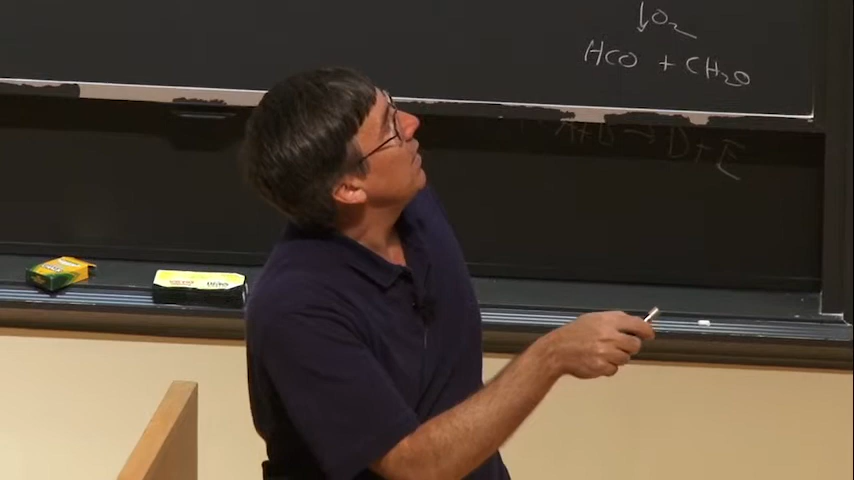 ↓ O₂
HCO + CH₂O
A+B → D+E